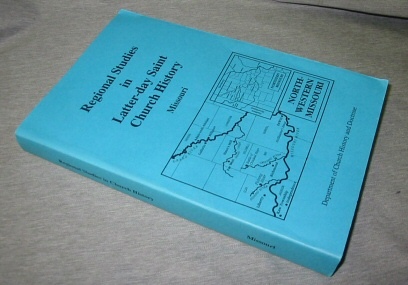 Regional Studies
in
Latter-day Saint
Church History
Missouri
NORTH-
WESTERN
MISSOURI
Department of Church History and Doctrine
Regional Studies in Church History
Missouri